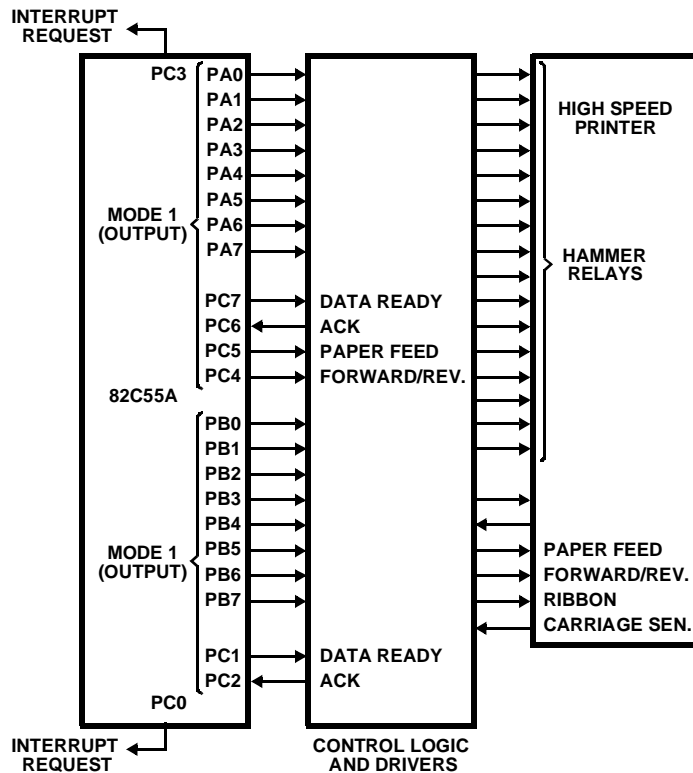 INTERRUPT
REQUEST
PC3
PA0
PA1
PA2
PA3
PA4
PA5
PA6
PA7
MODE 1
(OUTPUT)
PC7
PC6
PC5
PC4
82C55A
PB0
PB1
PB2
PB3
PB4
PB5
PB6
PB7
MODE 1
(OUTPUT)
PC1
PC2
PC0
INTERRUPT
REQUEST
DATA READY
ACK
PAPER FEED
FORWARD/REV.
DATA READY
ACK
CONTROL LOGIC
AND DRIVERS
HIGH SPEED
PRINTER
HAMMER
RELAYS
PAPER FEED
FORWARD/REV.
RIBBON
CARRIAGE SEN.